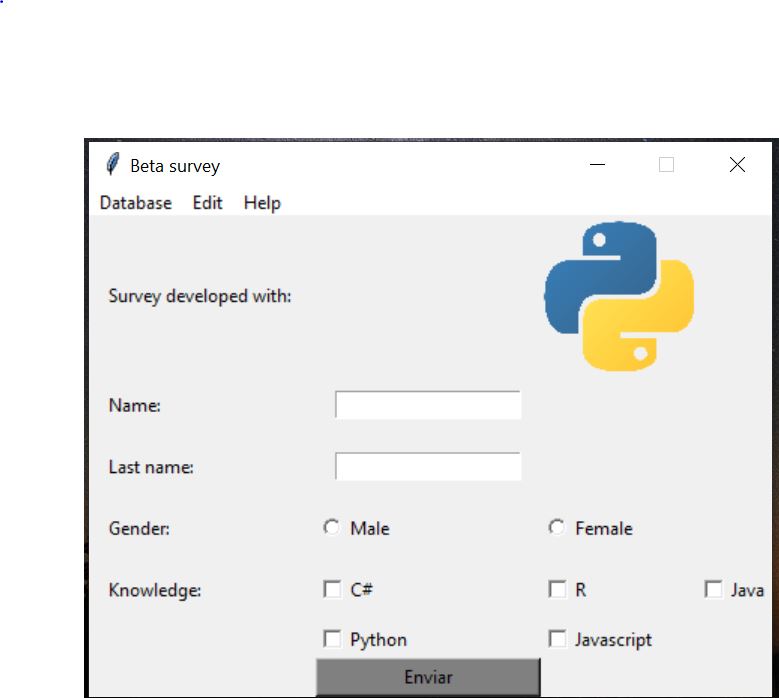 Beta survey
Database Edit Help
Survey developed with:
Name:
Last name:
Gender: Male Female
Knowledge: C# R Java
Python Javascript
Enviar